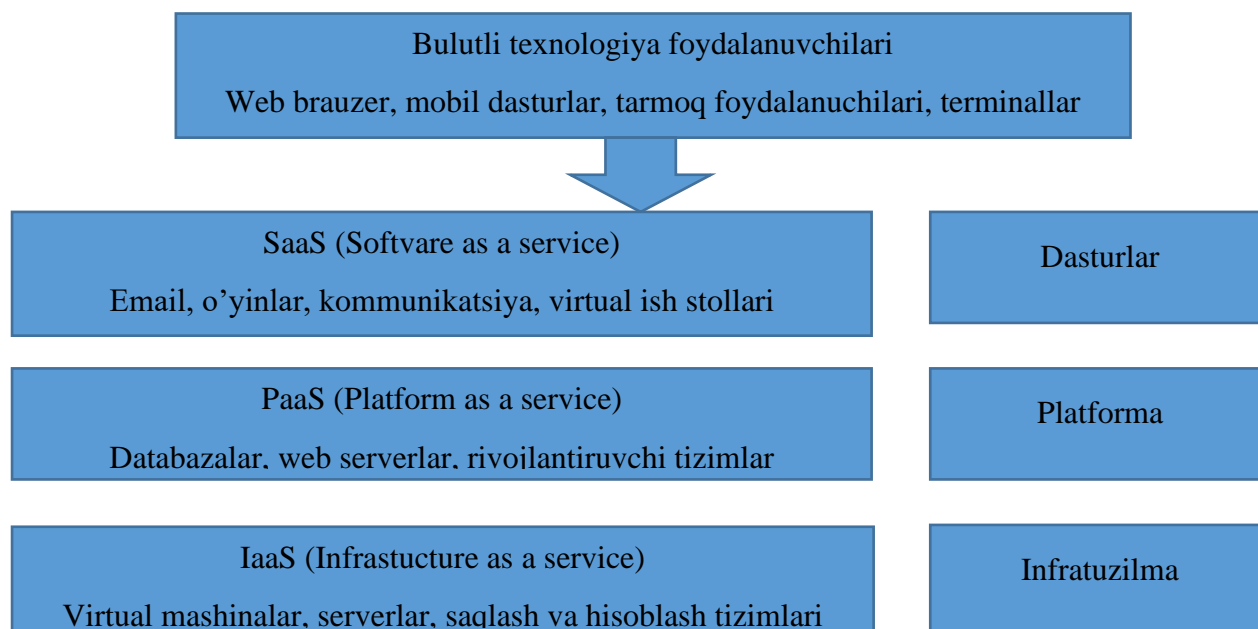 Bulutli texnologiya foydalanuvchilari
Web brauzer, mobil dasturlar, tarmoq foydalanuchilari, terminallar
SaaS (Softvare as a service)
Email, o’yinlar, kommunikatsiya, virtual ish stollari
Dasturlar
PaaS (Platform as a service)
Databazalar, web serverlar, rivojlantiruvchi tizimlar
Platforma
IaaS (Infrastucture as a service)
Virtual mashinalar, serverlar, saqlash va hisoblash tizimlari
Infratuzilma